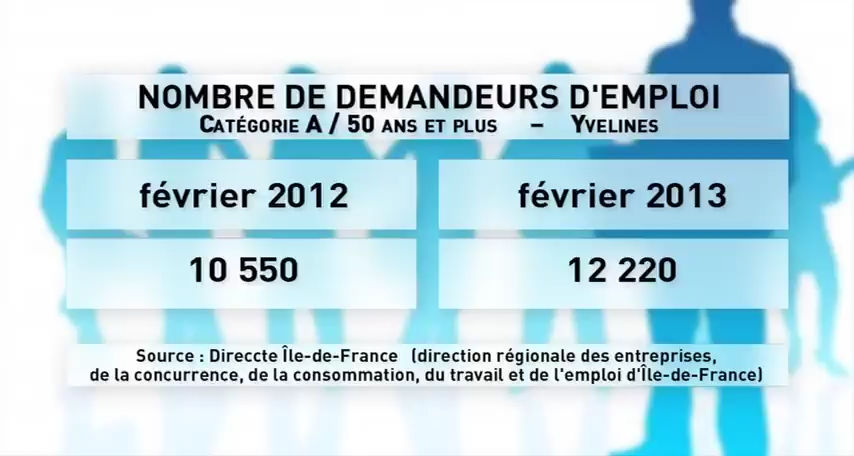 NOMBRE DE DEMANDEURS D'EMPLOI
CATÉGORIE A / 50 ANS ET PLUS – YVELINES
février 2012 février 2013
10 550 12 220
Source : Direccte Île-de-France (direction régionale des entreprises,
de la concurrence, de la consommation, du travail et de l'emploi d'Île-de-France)